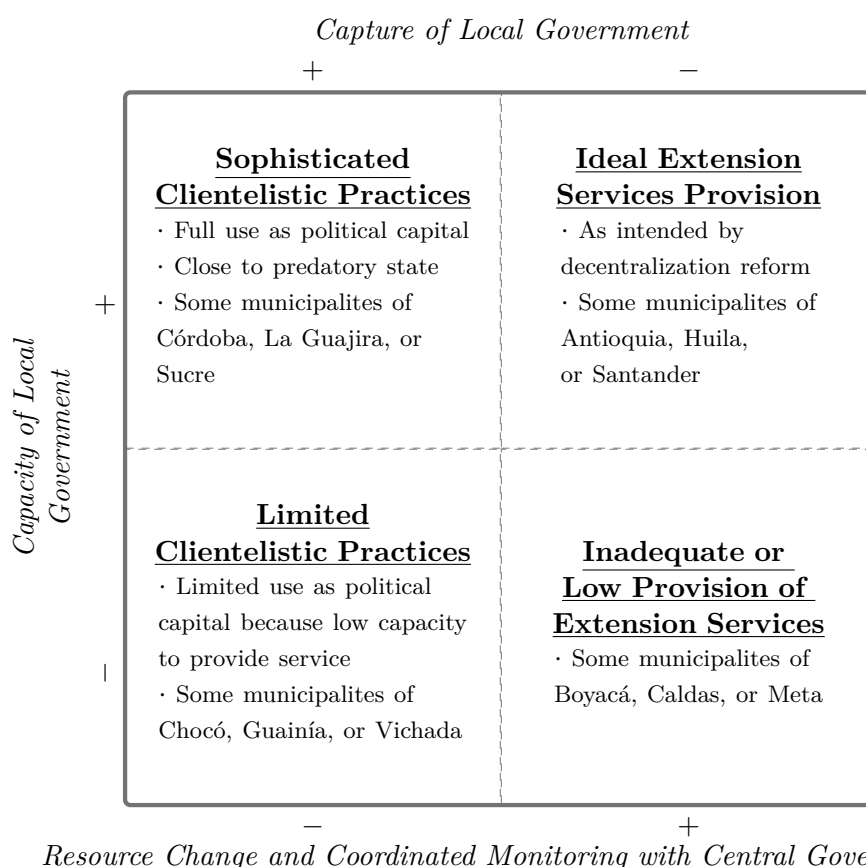 Capture of Local Government
+ −
Sophisticated
Clientelistic Practices
· Full use as political capital
· Close to predatory state
· Some municipalites of
Córdoba, La Guajira, or
Sucre
Ideal Extension
Services Provision
· As intended by
decentralization reform
· Some municipalites of
Antioquia, Huila,
or Santander
+
−
Capacity of Local
Government
Limited
Clientelistic Practices
· Limited use as political
capital because low capacity
to provide service
· Some municipalites of
Chocó, Guainía, or Vichada
Inadequate or
Low Provision of
Extension Services
· Some municipalites of
Boyacá, Caldas, or Meta
− +
Resource Change and Coordinated Monitoring with Central Gove